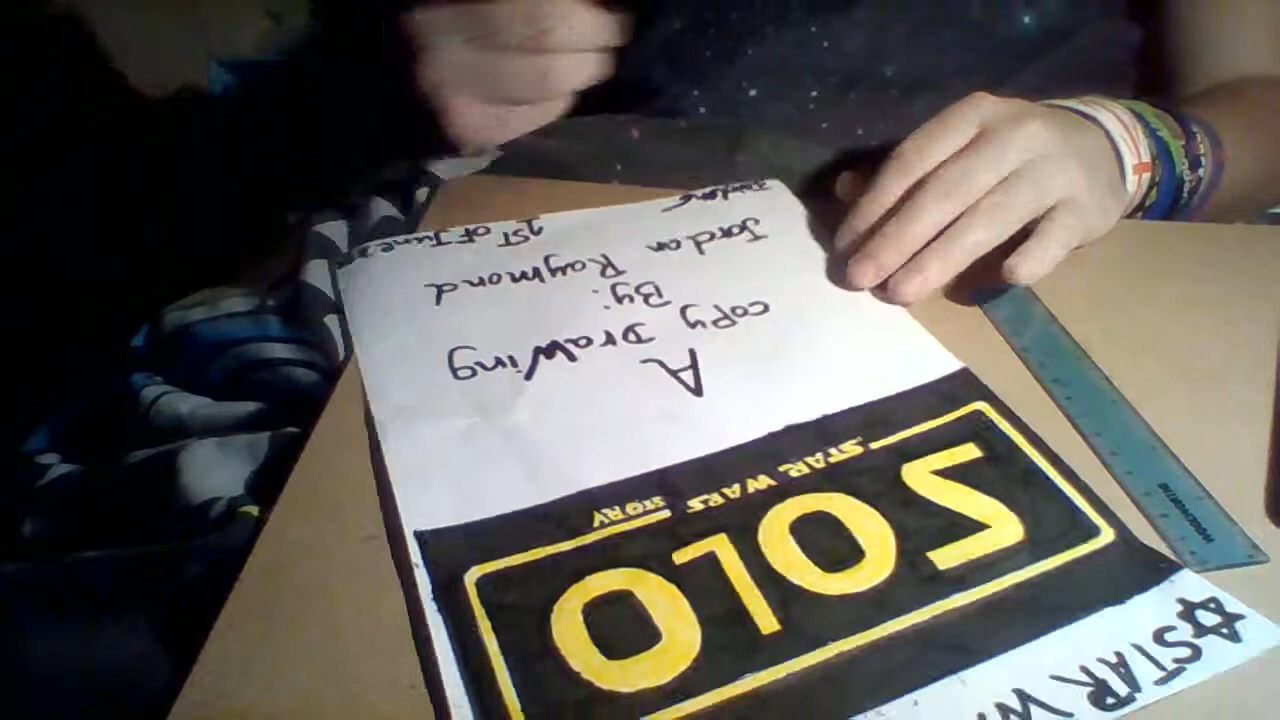 STAR
SOLO
STAR WARS STORY
A
copy Drawing
By:
Jordan Raymond
1ST OF June